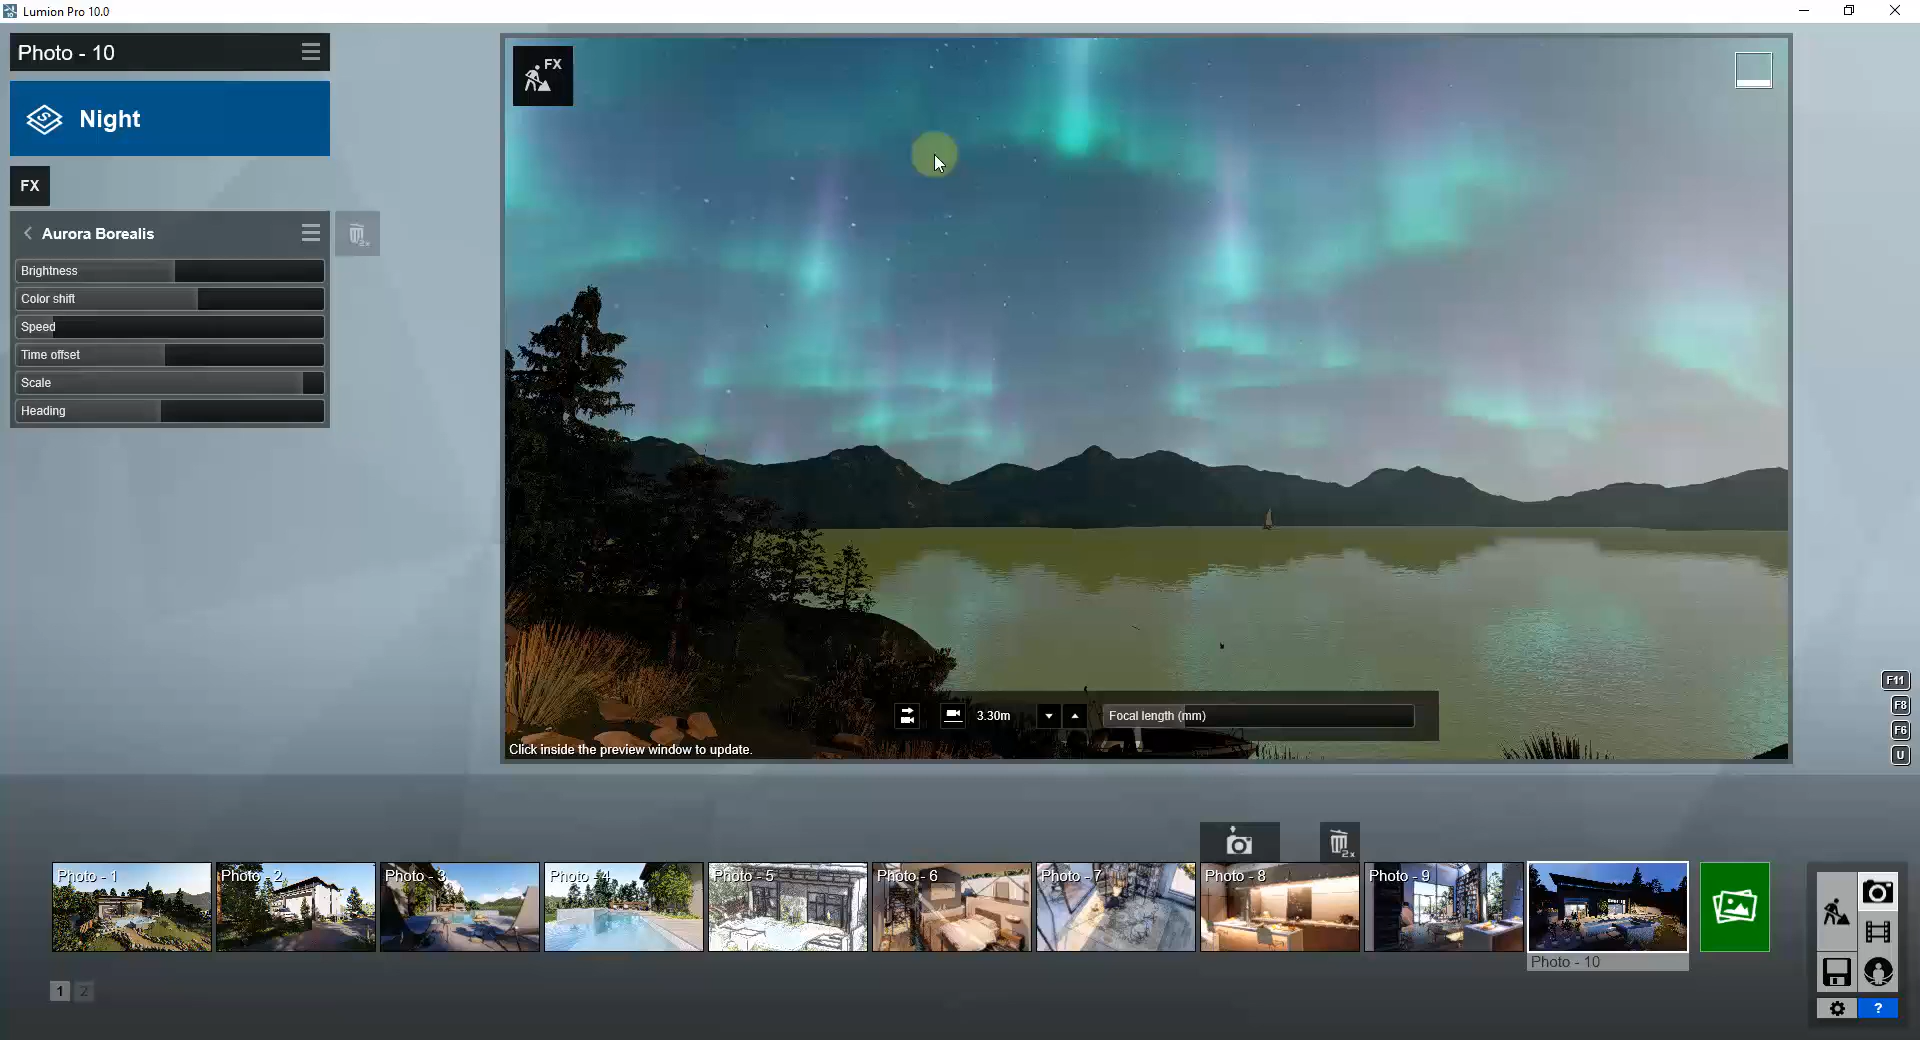 Lumion Pro 10.0
Photo - 10
Night
FX
Aurora Borealis
Brightness
Color shift
Speed
Time offset
Scale
Heading
FX
3.30m
Focal length (mm)
Click inside the preview window to update.
F11
F8
F6
U
Photo - 1
Photo - 2
Photo - 3
Photo - 4
Photo - 5
Photo - 6
Photo - 7
Photo - 8
Photo - 9
Photo - 10
1 2
?